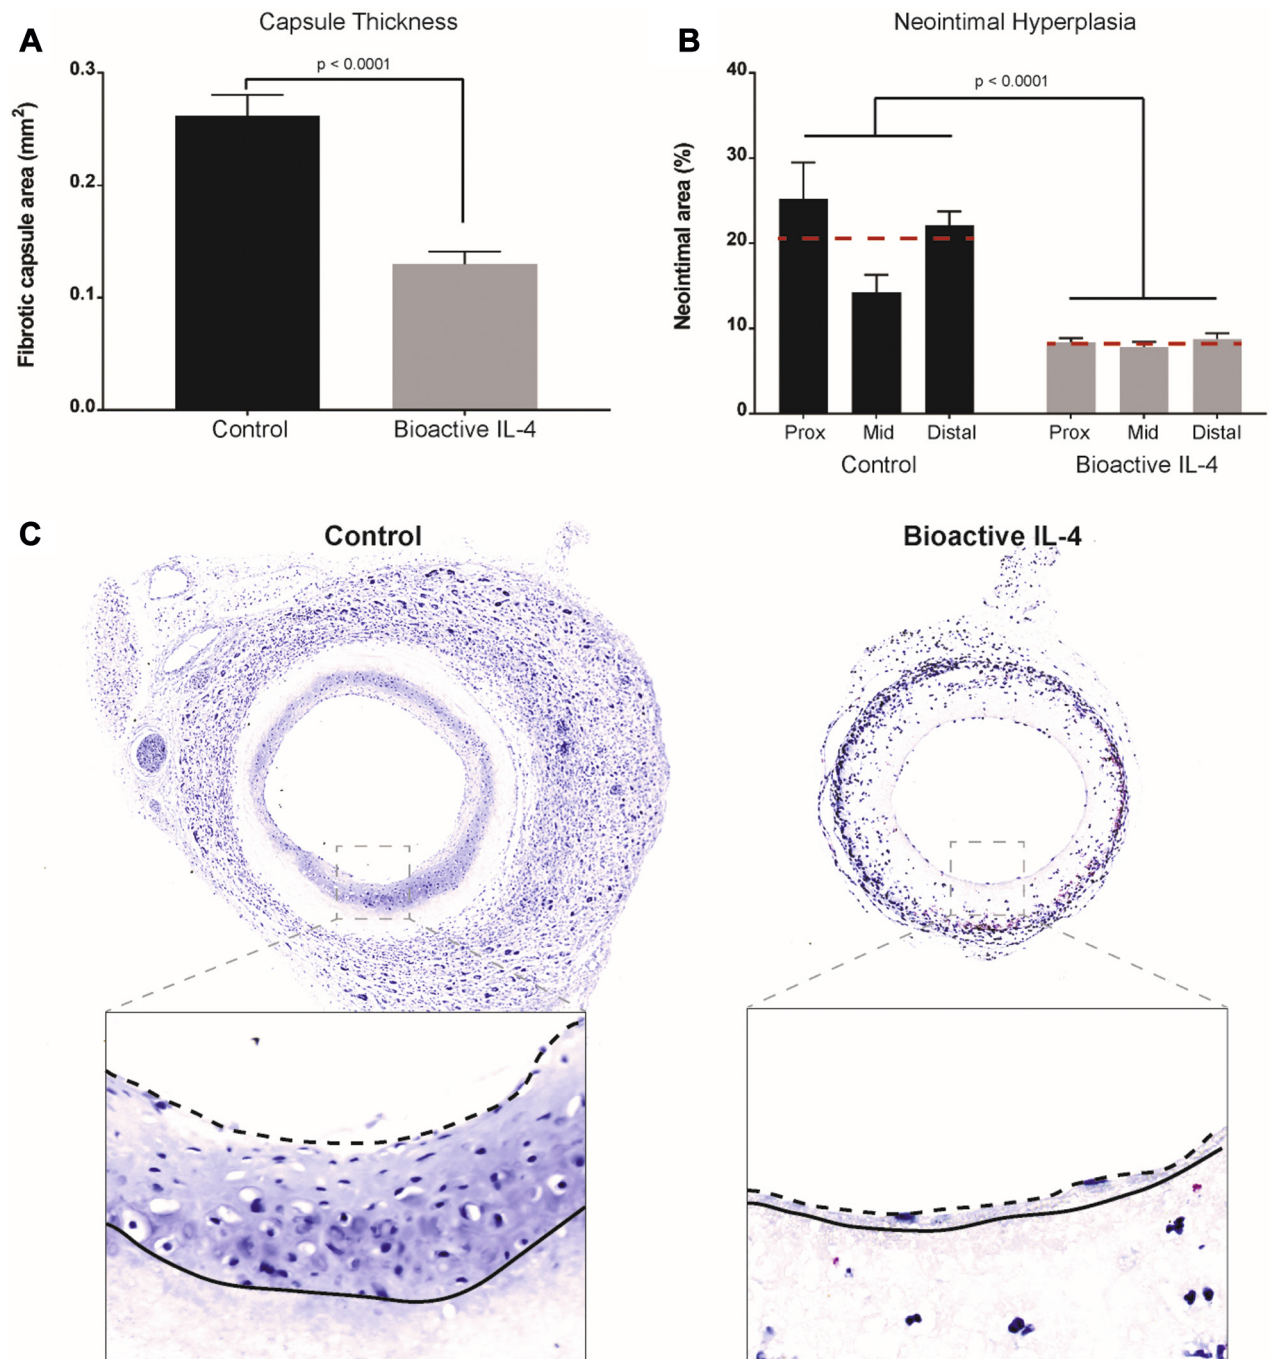 A
Capsule Thickness
p < 0.0001
Fibrotic capsule area (mm²)
0.3
0.2
0.1
0.0
Control
Bioactive IL-4
B
Neointimal Hyperplasia
p < 0.0001
Neointimal area (%)
40
30
20
10
0
Prox
Mid
Distal
Prox
Mid
Distal
Control
Bioactive IL-4
C
Control
Bioactive IL-4